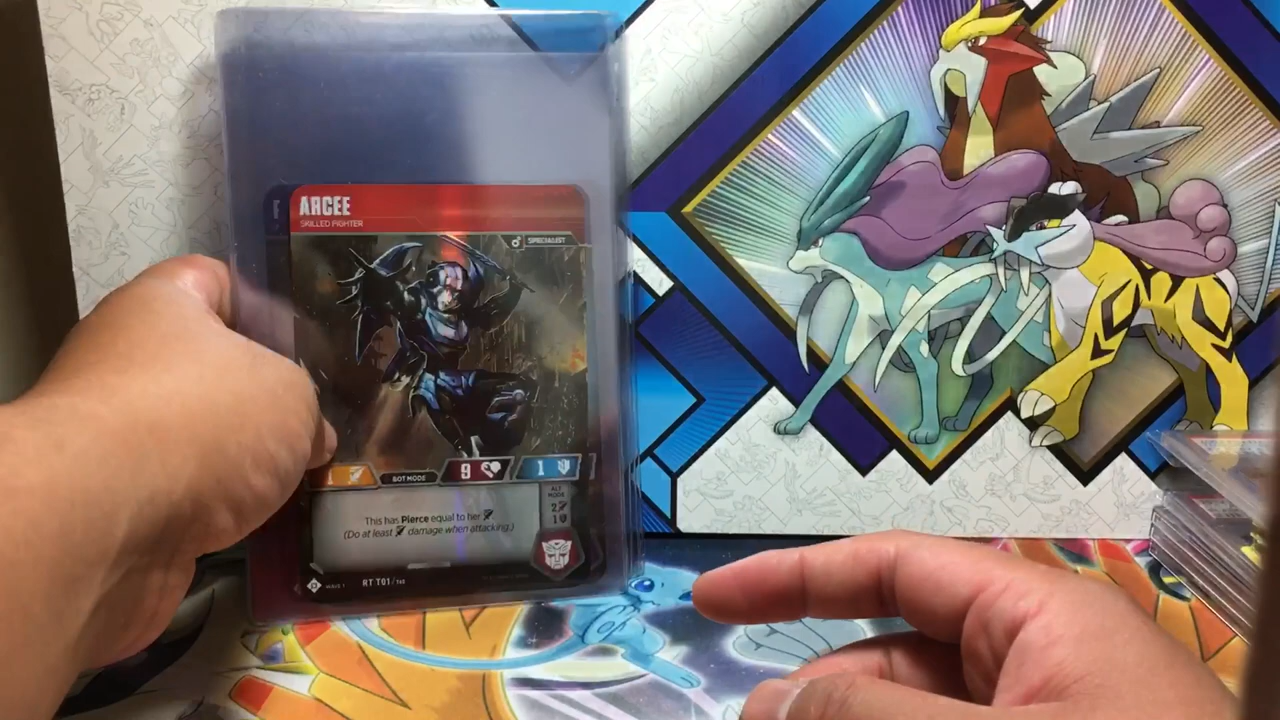 ARCEE
SKILLED FIGHTER
SPECIALIST
1
BOT MODE
9
1
ALT
MODE
2
1
This has Pierce equal to her
(Do at least damage when attacking.)
WAVE 1
RT T01/